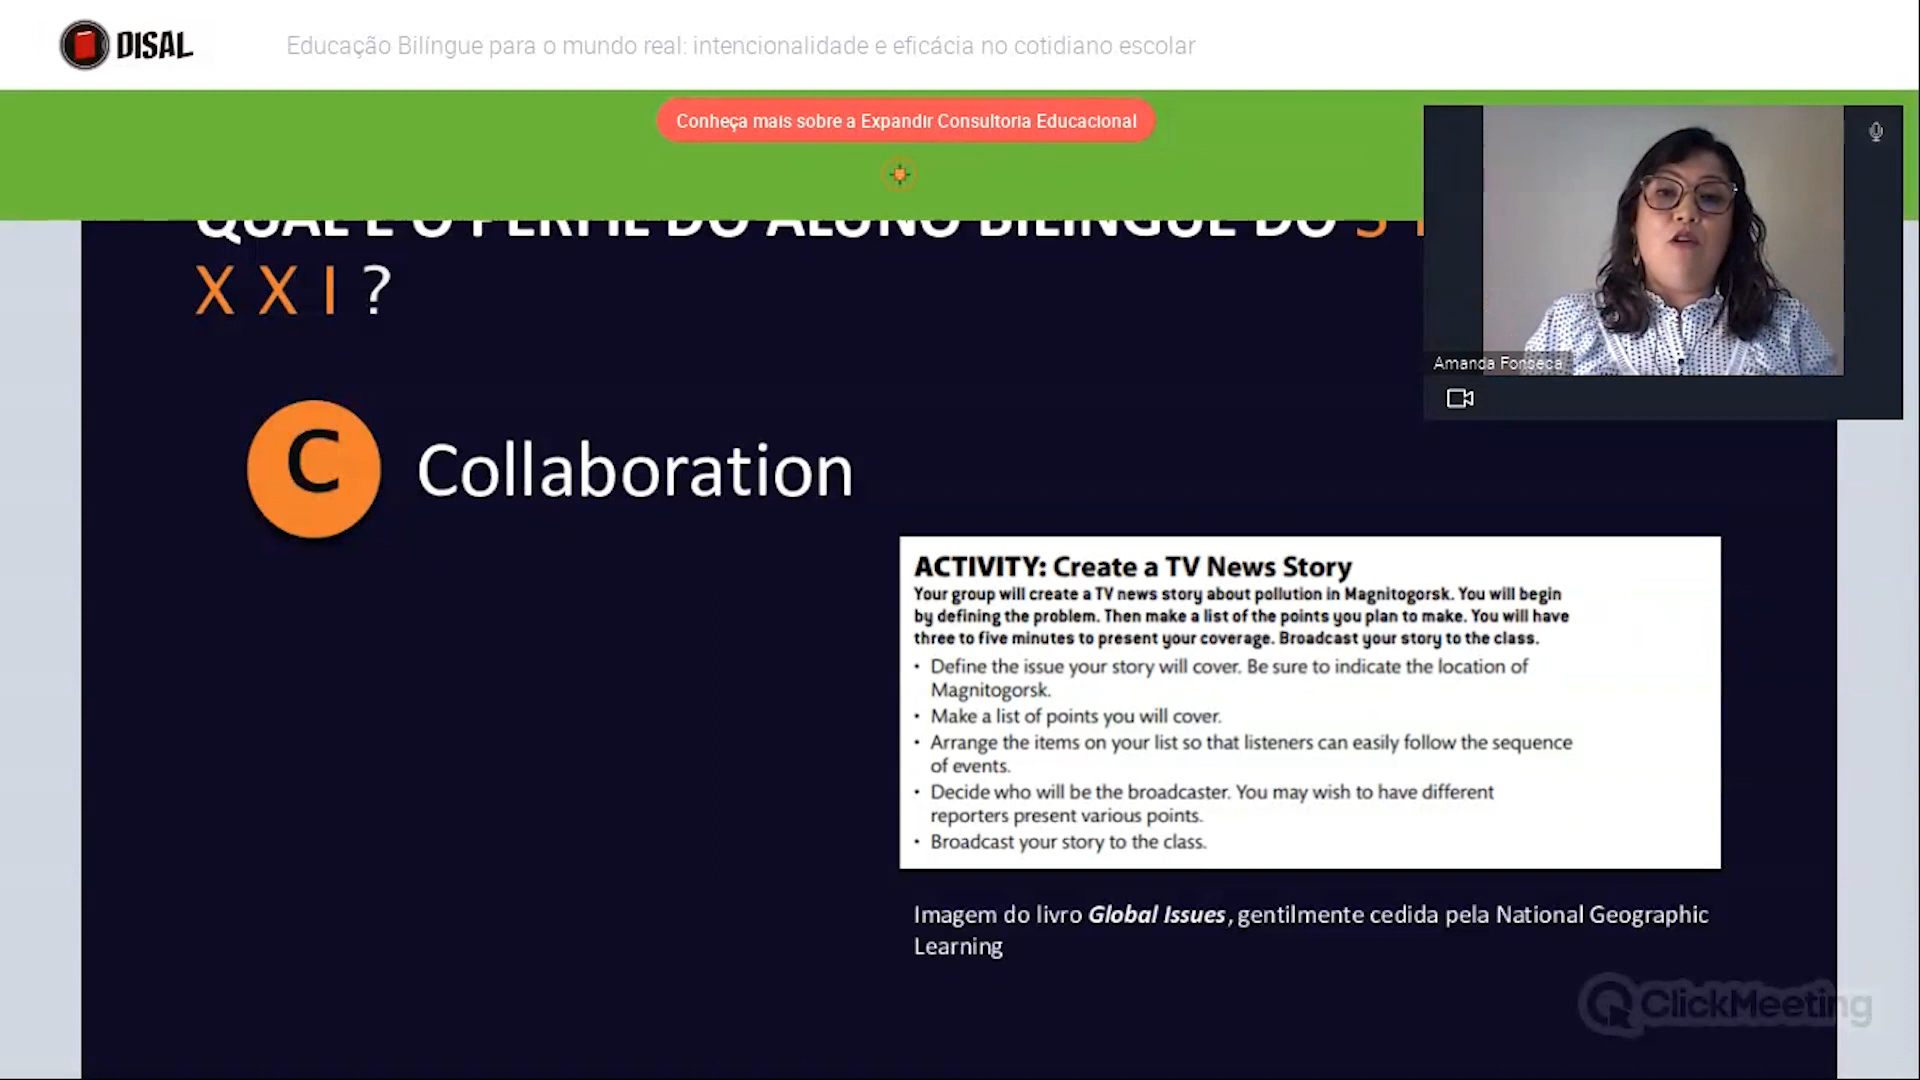 DISAL
Educação Bilíngue para o mundo real: intencionalidade e eficácia no cotidiano escolar
Conheça mais sobre a Expandir Consultoria Educacional
QUAL É O PERFIL DO ALUNO BILÍNGUE DO
XXI?
Amanda Fonseca
C
Collaboration
ACTIVITY: Create a TV News Story
Your group will create a TV news story about pollution in Magnitogorsk. You will begin
by defining the problem. Then make a list of the points you plan to make. You will have
three to five minutes to present your coverage. Broadcast your story to the class.
• Define the issue your story will cover. Be sure to indicate the location of
Magnitogorsk.
• Make a list of points you will cover.
• Arrange the items on your list so that listeners can easily follow the sequence
of events.
• Decide who will be the broadcaster. You may wish to have different
reporters present various points.
• Broadcast your story to the class.
Imagem do livro Global Issues, gentilmente cedida pela National Geographic
Learning
ClickMeeting